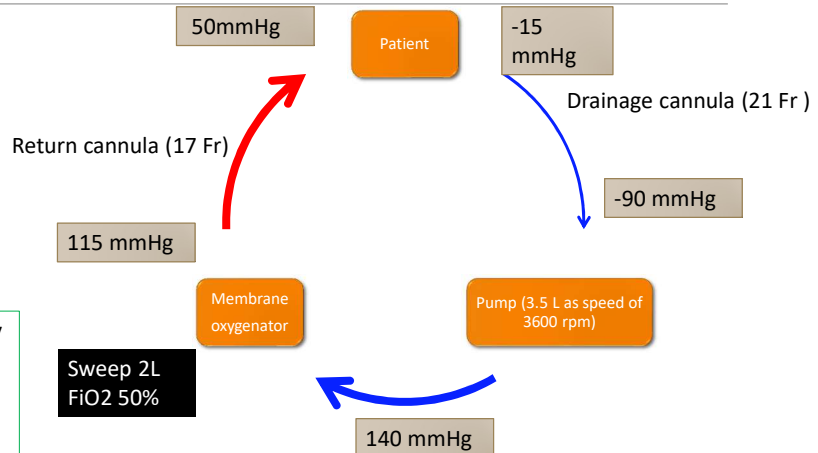 50mmHg
Patient
-15
mmHg
Drainage cannula (21 Fr )
Return cannula (17 Fr)
-90 mmHg
115 mmHg
Membrane
oxygenator
Pump (3.5 L as speed of
3600 rpm)
Sweep 2L
FiO2 50%
140 mmHg